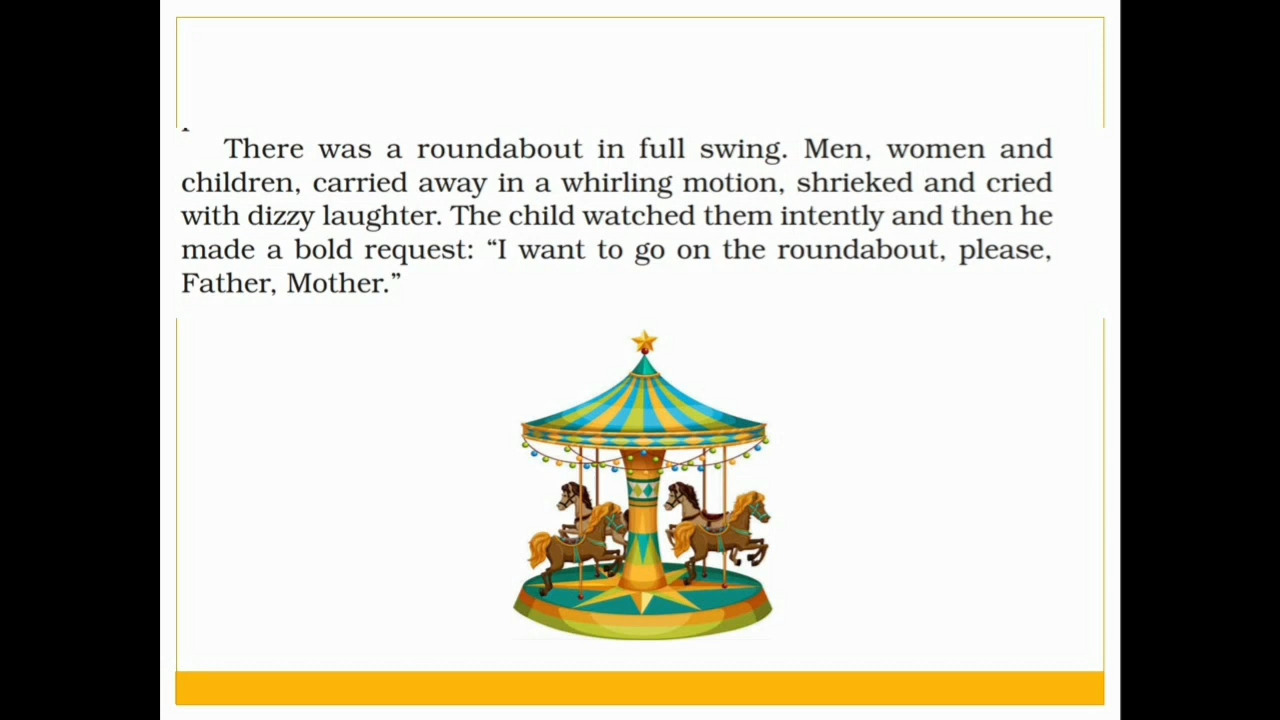 There was a roundabout in full swing. Men, women and
children, carried away in a whirling motion, shrieked and cried
with dizzy laughter. The child watched them intently and then he
made a bold request: “I want to go on the roundabout, please,
Father, Mother.”